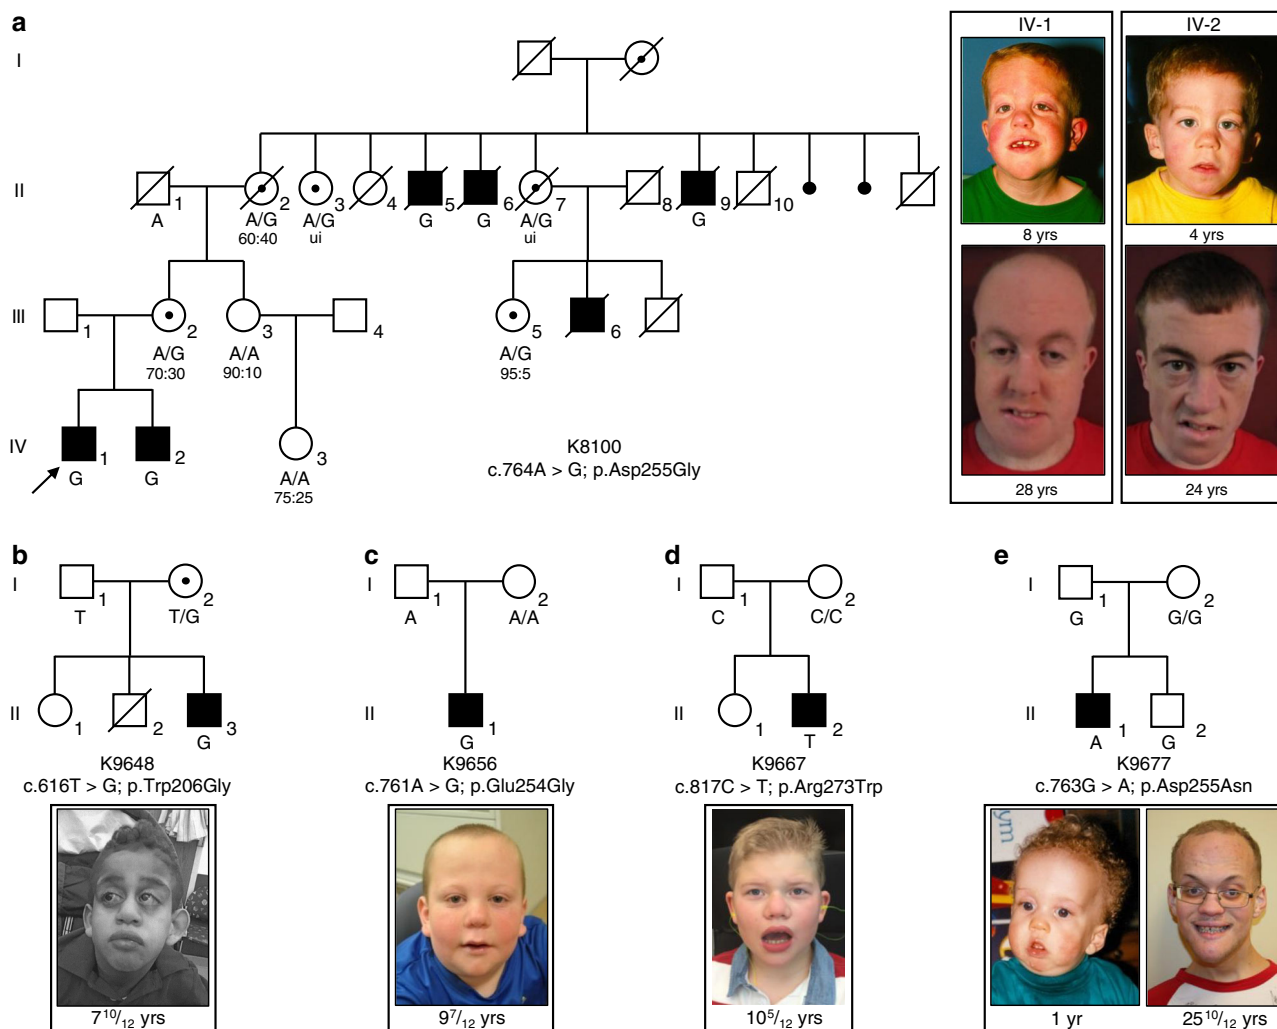 a
IV-1
IV-2
I
II
1
2
3
4
5
6
7
8
9
10
A
A/G
A/G
G
G
A/G
G
60:40
ui
ui
8 yrs
4 yrs
III
1
2
3
4
5
6
A/G
A/A
A/G
70:30
90:10
95:5
IV
1
2
3
G
G
A/A
75:25
K8100
c.764A > G; p.Asp255Gly
28 yrs
24 yrs
b
I
1
2
T
T/G
II
1
2
3
G
K9648
c.616T > G; p.Trp206Gly
7 10/12 yrs
c
I
1
2
A
A/A
II
1
G
K9656
c.761A > G; p.Glu254Gly
9 7/12 yrs
d
I
1
2
C
C/C
II
1
2
T
K9667
c.817C > T; p.Arg273Trp
10 5/12 yrs
e
I
1
2
G
G/G
II
1
2
A
G
K9677
c.763G > A; p.Asp255Asn
ym
1 yr
25 10/12 yrs